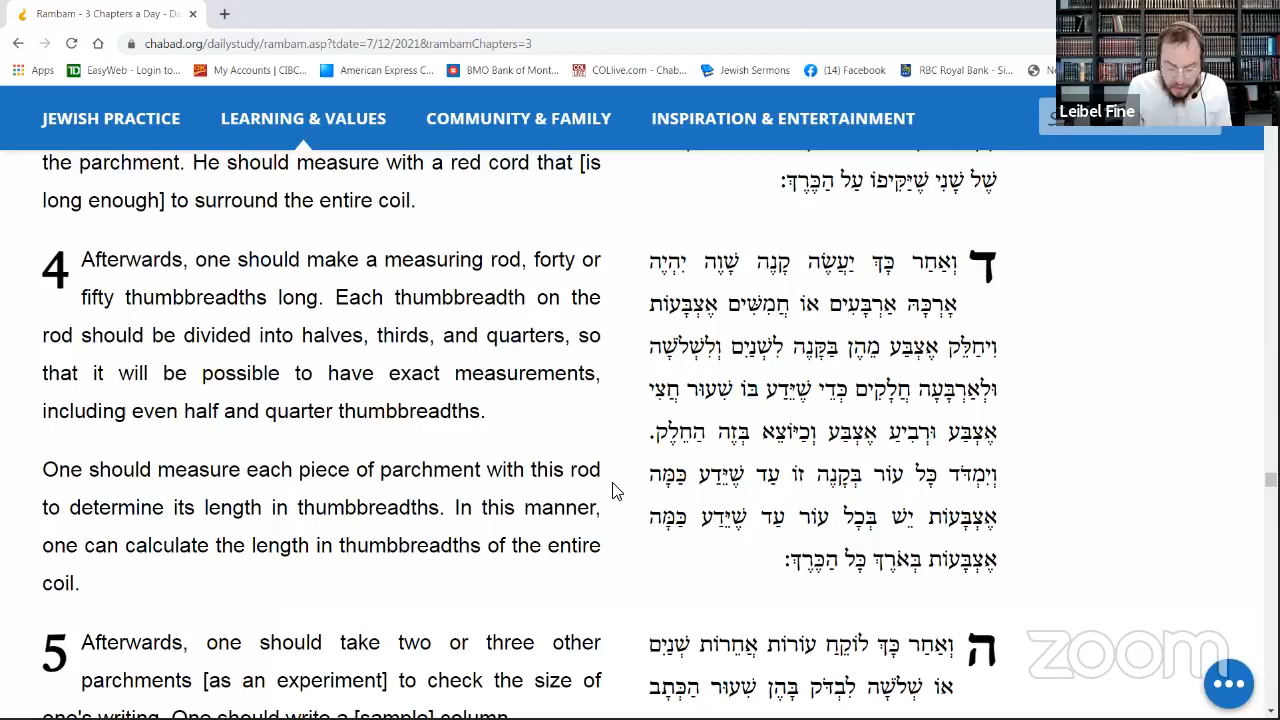 Rambam - 3 Chapters a Day - Da
chabad.org/dailystudy/rambam.asp?tdate=7/12/2021&rambamChapters=3
Apps EasyWeb - Login to... My Accounts | CIBC... American Express C... BMO Bank of Mont... COLlive.com - Chab... Jewish Sermons (14) Facebook RBC Royal Bank - Si...
Leibel Fine
JEWISH PRACTICE LEARNING & VALUES COMMUNITY & FAMILY INSPIRATION & ENTERTAINMENT
the parchment. He should measure with a red cord that [is
long enough] to surround the entire coil.
שֶׁל שָׁנִי שֶׁיַּקִּיפוֹ עַל הַכֶּרֶךְ:
4 Afterwards, one should make a measuring rod, forty or
fifty thumbbreadths long. Each thumbbreadth on the
rod should be divided into halves, thirds, and quarters, so
that it will be possible to have exact measurements,
including even half and quarter thumbbreadths.
One should measure each piece of parchment with this rod
to determine its length in thumbbreadths. In this manner,
one can calculate the length in thumbbreadths of the entire
coil.
ד וְאַחַר כָּךְ יַעֲשֶׂה קָנֶה שָׁוֶה יִהְיֶה
אָרְכָּהּ אַרְבָּעִים אוֹ חֲמִשִּׁים אֶצְבָּעוֹת
וִיחַלֵּק אֶצְבַּע מֵהֶן בַּקָּנֶה לִשְׁנַיִם וְלִשְׁלֹשָׁה
וּלְאַרְבָּעָה חֲלָקִים כְּדֵי שֶׁיֵּדַע בּוֹ שִׁעוּר חֲצִי
אֶצְבַּע וּרְבִיעַ אֶצְבַּע וְכַיּוֹצֵא בְּזֶה הַחֵלֶק.
וְיִמְדֹּד כָּל עוֹר בְּקָנֶה זוֹ עַד שֶׁיֵּדַע כַּמָּה
אֶצְבָּעוֹת יֵשׁ בְּכָל עוֹר עַד שֶׁיֵּדַע כַּמָּה
אֶצְבָּעוֹת בְּאֹרֶךְ כָּל הַכֶּרֶךְ:
5 Afterwards, one should take two or three other
parchments [as an experiment] to check the size of
one's writing. One should write a [sample] column
ה וְאַחַר כָּךְ לוֹקֵחַ עוֹרוֹת אֲחֵרוֹת שְׁנַיִם
אוֹ שְׁלֹשָׁה לִבְדֹּק בָּהֶן שִׁעוּר הַכְּתָב
zoom